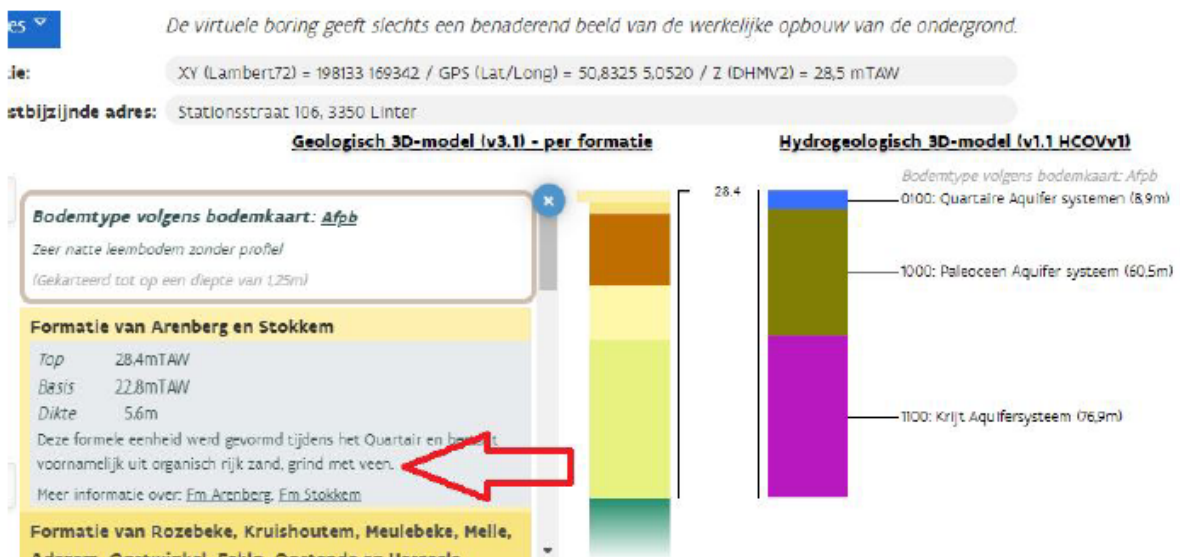 es
De virtuele boring geeft slechts een benaderend beeld van de werkelijke opbouw van de ondergrond.
ie:
XY (Lambert72) = 198133 169342 / GPS (Lat/Long) = 50,8325 5,0520 / Z (DHMV2) = 28,5 mTAW
stbijzijnde adres:
Stationsstraat 106, 3350 Linter
Geologisch 3D-model (v3.1) - per formatie
Hydrogeologisch 3D-model (v1.1 HCOVv1)
Bodemtype volgens bodemkaart: Afpb
Zeer natte leembodem zonder profiel
(Gekarteerd tot op een diepte van 1,25m)
Formatie van Arenberg en Stokkem
Top 28.4mTAW
Basis 22.8mTAW
Dikte 5.6m
Deze formele eenheid werd gevormd tijdens het Quartair en
voornamelijk uit organisch rijk zand, grind met veen.
Meer informatie over: Fm Arenberg, Fm Stokkem
Formatie van Rozebeke, Kruishoutem, Meulebeke, Melle,
28.4
Bodemtype volgens bodemkaart: Afpb
0100: Quartaire Aquifer systemen (8,9m)
1000: Paleoceen Aquifer systeem (60,5m)
1100: Krijt Aquifersysteem (76,9m)